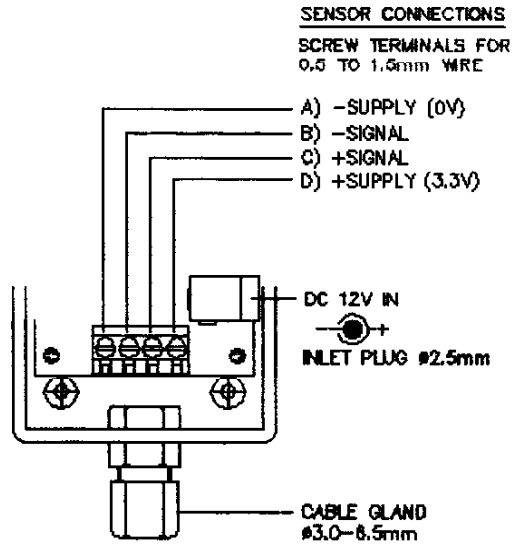 SENSOR CONNECTIONS
SCREW TERMINALS FOR
0.5 TO 1.5mm WIRE
A) -SUPPLY (0V)
B) -SIGNAL
C) +SIGNAL
D) +SUPPLY (3.3V)
DC 12V IN
- +
INLET PLUG ø2.5mm
CABLE GLAND
ø3.0-6.5mm